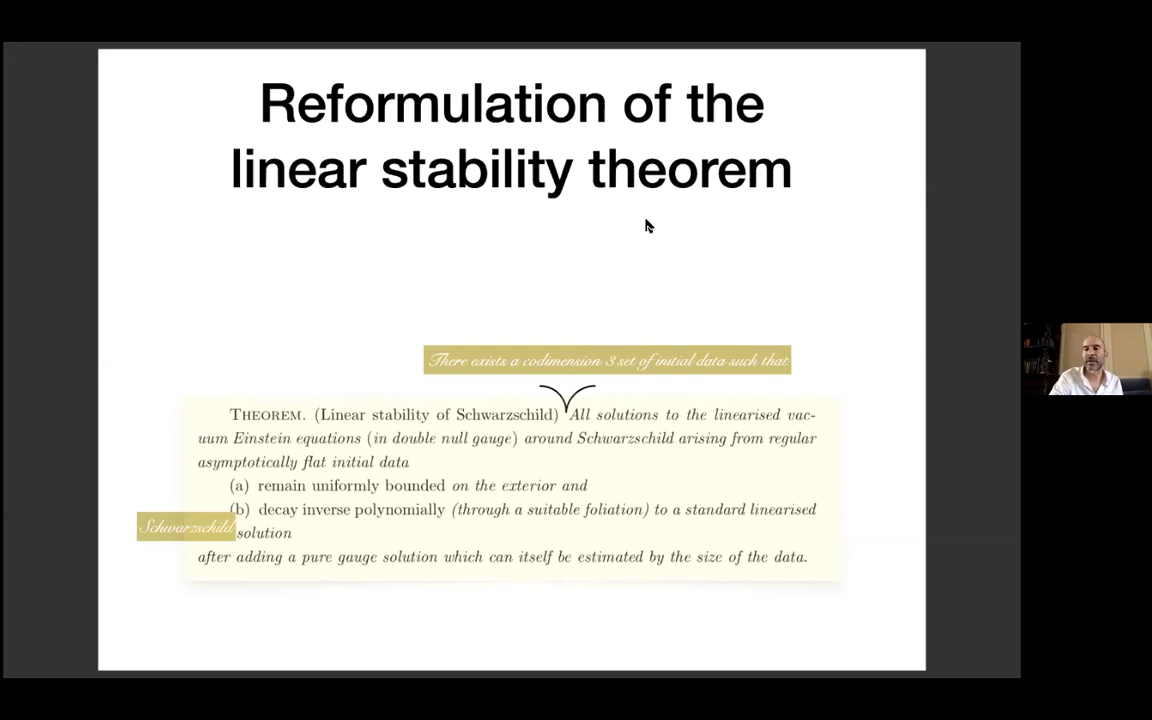 Reformulation of the
linear stability theorem
There exists a codimension 3 set of initial data such that
THEOREM. (Linear stability of Schwarzschild) All solutions to the linearised vac-
uum Einstein equations (in double null gauge) around Schwarzschild arising from regular
asymptotically flat initial data
(a) remain uniformly bounded on the exterior and
(b) decay inverse polynomially (through a suitable foliation) to a standard linearised
Schwarzschild solution
after adding a pure gauge solution which can itself be estimated by the size of the data.